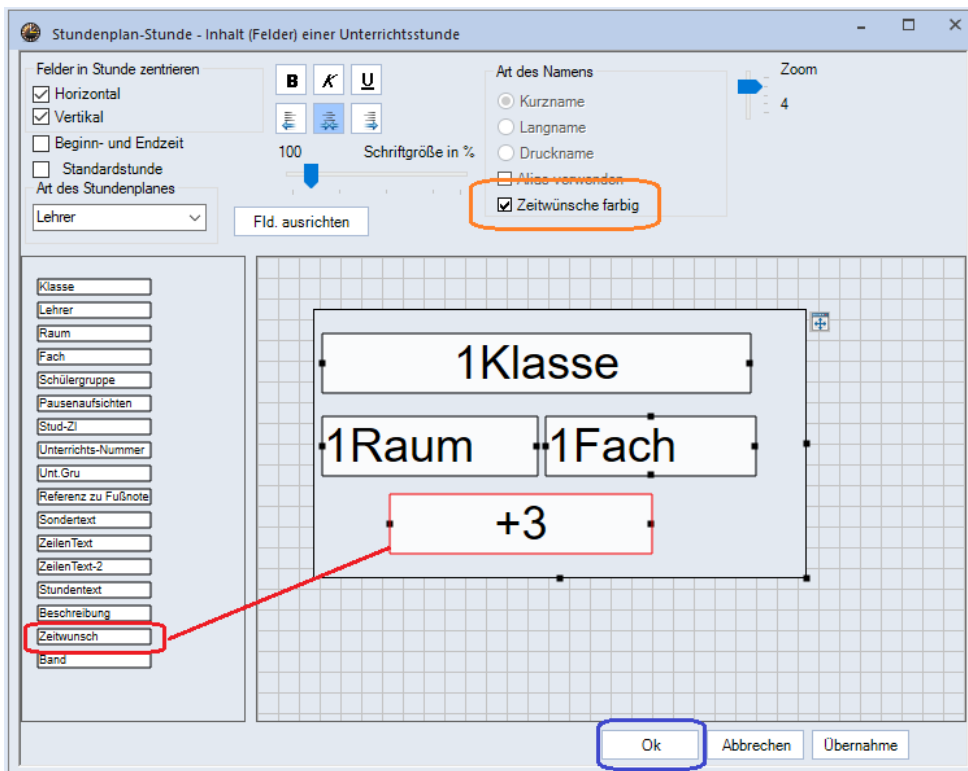 Stundenplan-Stunde - Inhalt (Felder) einer Unterrichtsstunde
Felder in Stunde zentrieren
Horizontal
Vertikal
Beginn- und Endzeit
Standardstunde
Art des Stundenplanes
Lehrer
B K U
100 Schriftgröße in %
Fld. ausrichten
Art des Namens
Kurzname
Langname
Druckname
Alias verwenden
Zeitwünsche farbig
Zoom
4
Klasse
Lehrer
Raum
Fach
Schülergruppe
Pausenaufsichten
Stud-Zl
Unterrichts-Nummer
Unt.Gru
Referenz zu Fußnote
Sondertext
ZeilenText
ZeilenText-2
Stundentext
Beschreibung
Zeitwunsch
Band
1Klasse
1Raum 1Fach
+3
Ok Abbrechen Übernahme